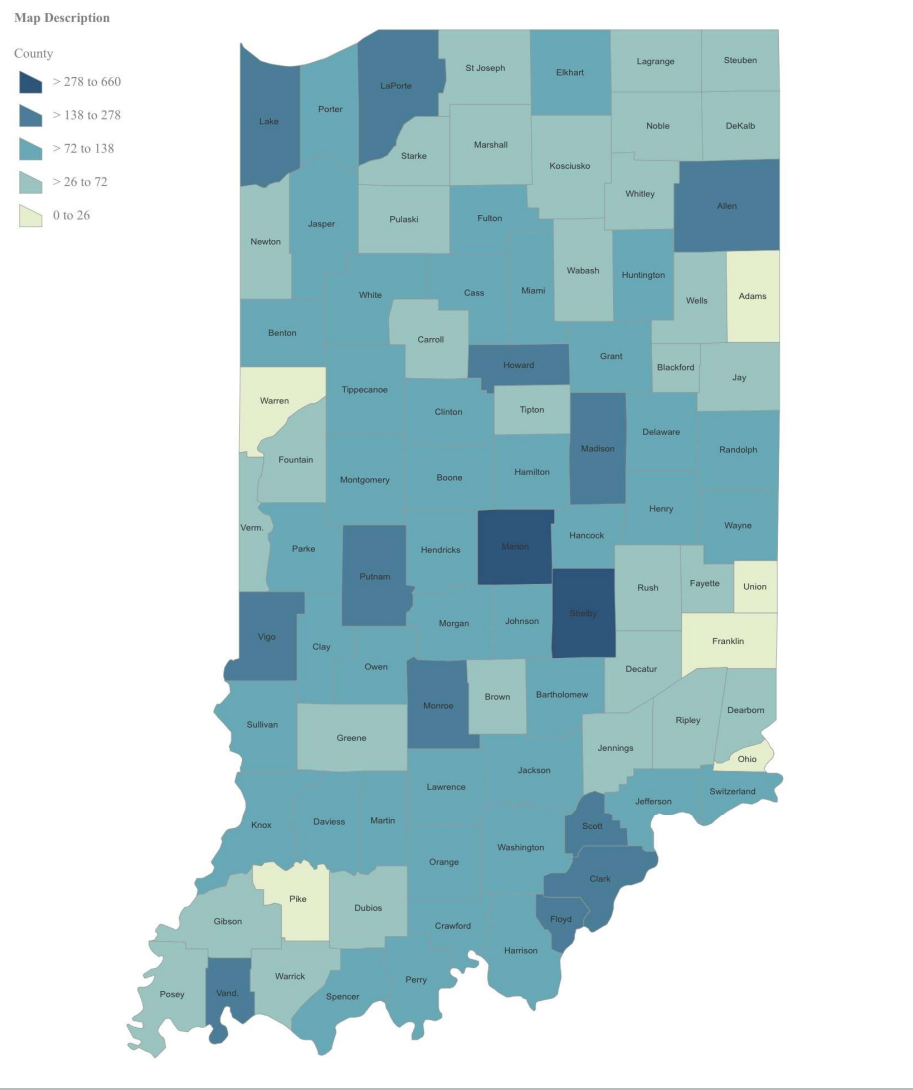 Map Description
County
> 278 to 660
> 138 to 278
> 72 to 138
> 26 to 72
0 to 26
St Joseph
Lagrange
Steuben
Elkhart
LaPorte
Porter
Lake
Noble
DeKalb
Marshall
Starke
Kosciusko
Whitley
Allen
Pulaski
Fulton
Jasper
Newton
Wabash
Huntington
White
Cass
Miami
Wells
Adams
Benton
Carroll
Grant
Howard
Blackford
Jay
Tippecanoe
Warren
Clinton
Tipton
Delaware
Madison
Randolph
Fountain
Hamilton
Montgomery
Boone
Henry
Verm.
Wayne
Hancock
Parke
Hendricks
Marion
Putnam
Fayette
Union
Rush
Shelby
Johnson
Morgan
Vigo
Clay
Franklin
Owen
Decatur
Brown
Bartholomew
Monroe
Dearborn
Ripley
Sullivan
Greene
Jennings
Ohio
Jackson
Lawrence
Switzerland
Jefferson
Knox
Daviess
Martin
Scott
Washington
Orange
Clark
Pike
Dubios
Gibson
Floyd
Crawford
Harrison
Warrick
Perry
Posey
Vand.
Spencer